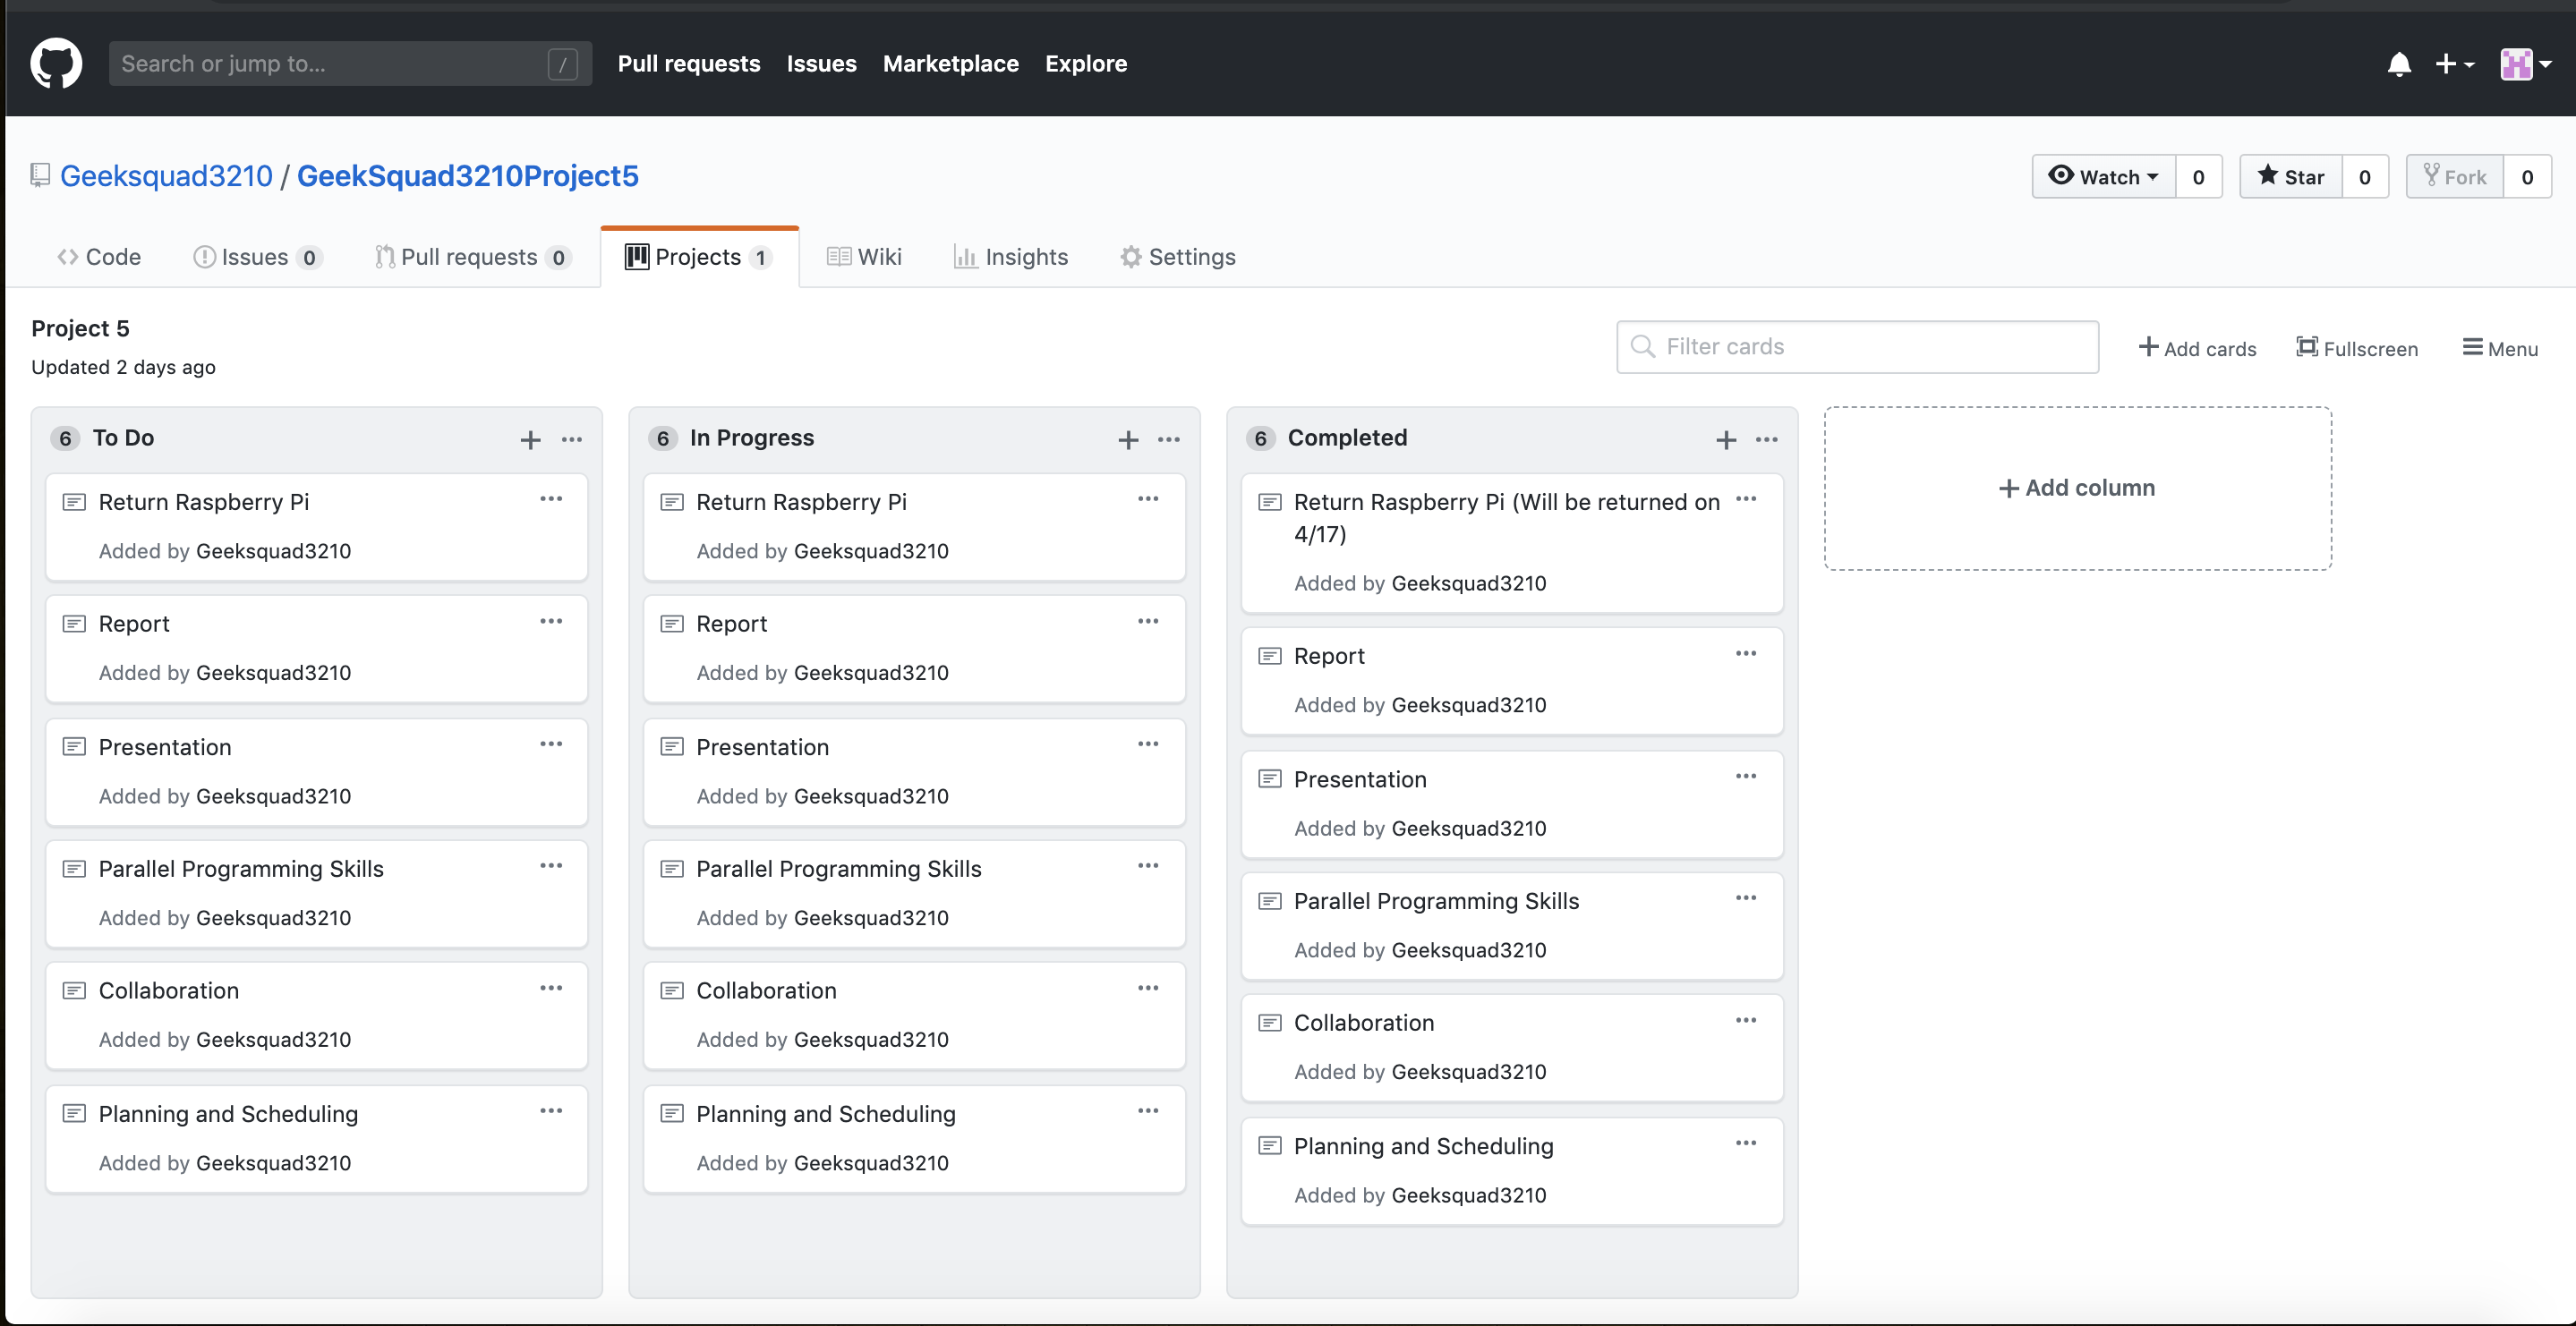 Search or jump to... /
Pull requests Issues Marketplace Explore
Geeksquad3210 / GeekSquad3210Project5
Watch 0 Star 0 Fork 0
Code Issues 0 Pull requests 0 Projects 1 Wiki Insights Settings
Project 5
Updated 2 days ago
Filter cards
Add cards Fullscreen Menu
6 To Do
Return Raspberry Pi
Added by Geeksquad3210
Report
Added by Geeksquad3210
Presentation
Added by Geeksquad3210
Parallel Programming Skills
Added by Geeksquad3210
Collaboration
Added by Geeksquad3210
Planning and Scheduling
Added by Geeksquad3210
6 In Progress
Return Raspberry Pi
Added by Geeksquad3210
Report
Added by Geeksquad3210
Presentation
Added by Geeksquad3210
Parallel Programming Skills
Added by Geeksquad3210
Collaboration
Added by Geeksquad3210
Planning and Scheduling
Added by Geeksquad3210
6 Completed
Return Raspberry Pi (Will be returned on
4/17)
Added by Geeksquad3210
Report
Added by Geeksquad3210
Presentation
Added by Geeksquad3210
Parallel Programming Skills
Added by Geeksquad3210
Collaboration
Added by Geeksquad3210
Planning and Scheduling
Added by Geeksquad3210
Add column